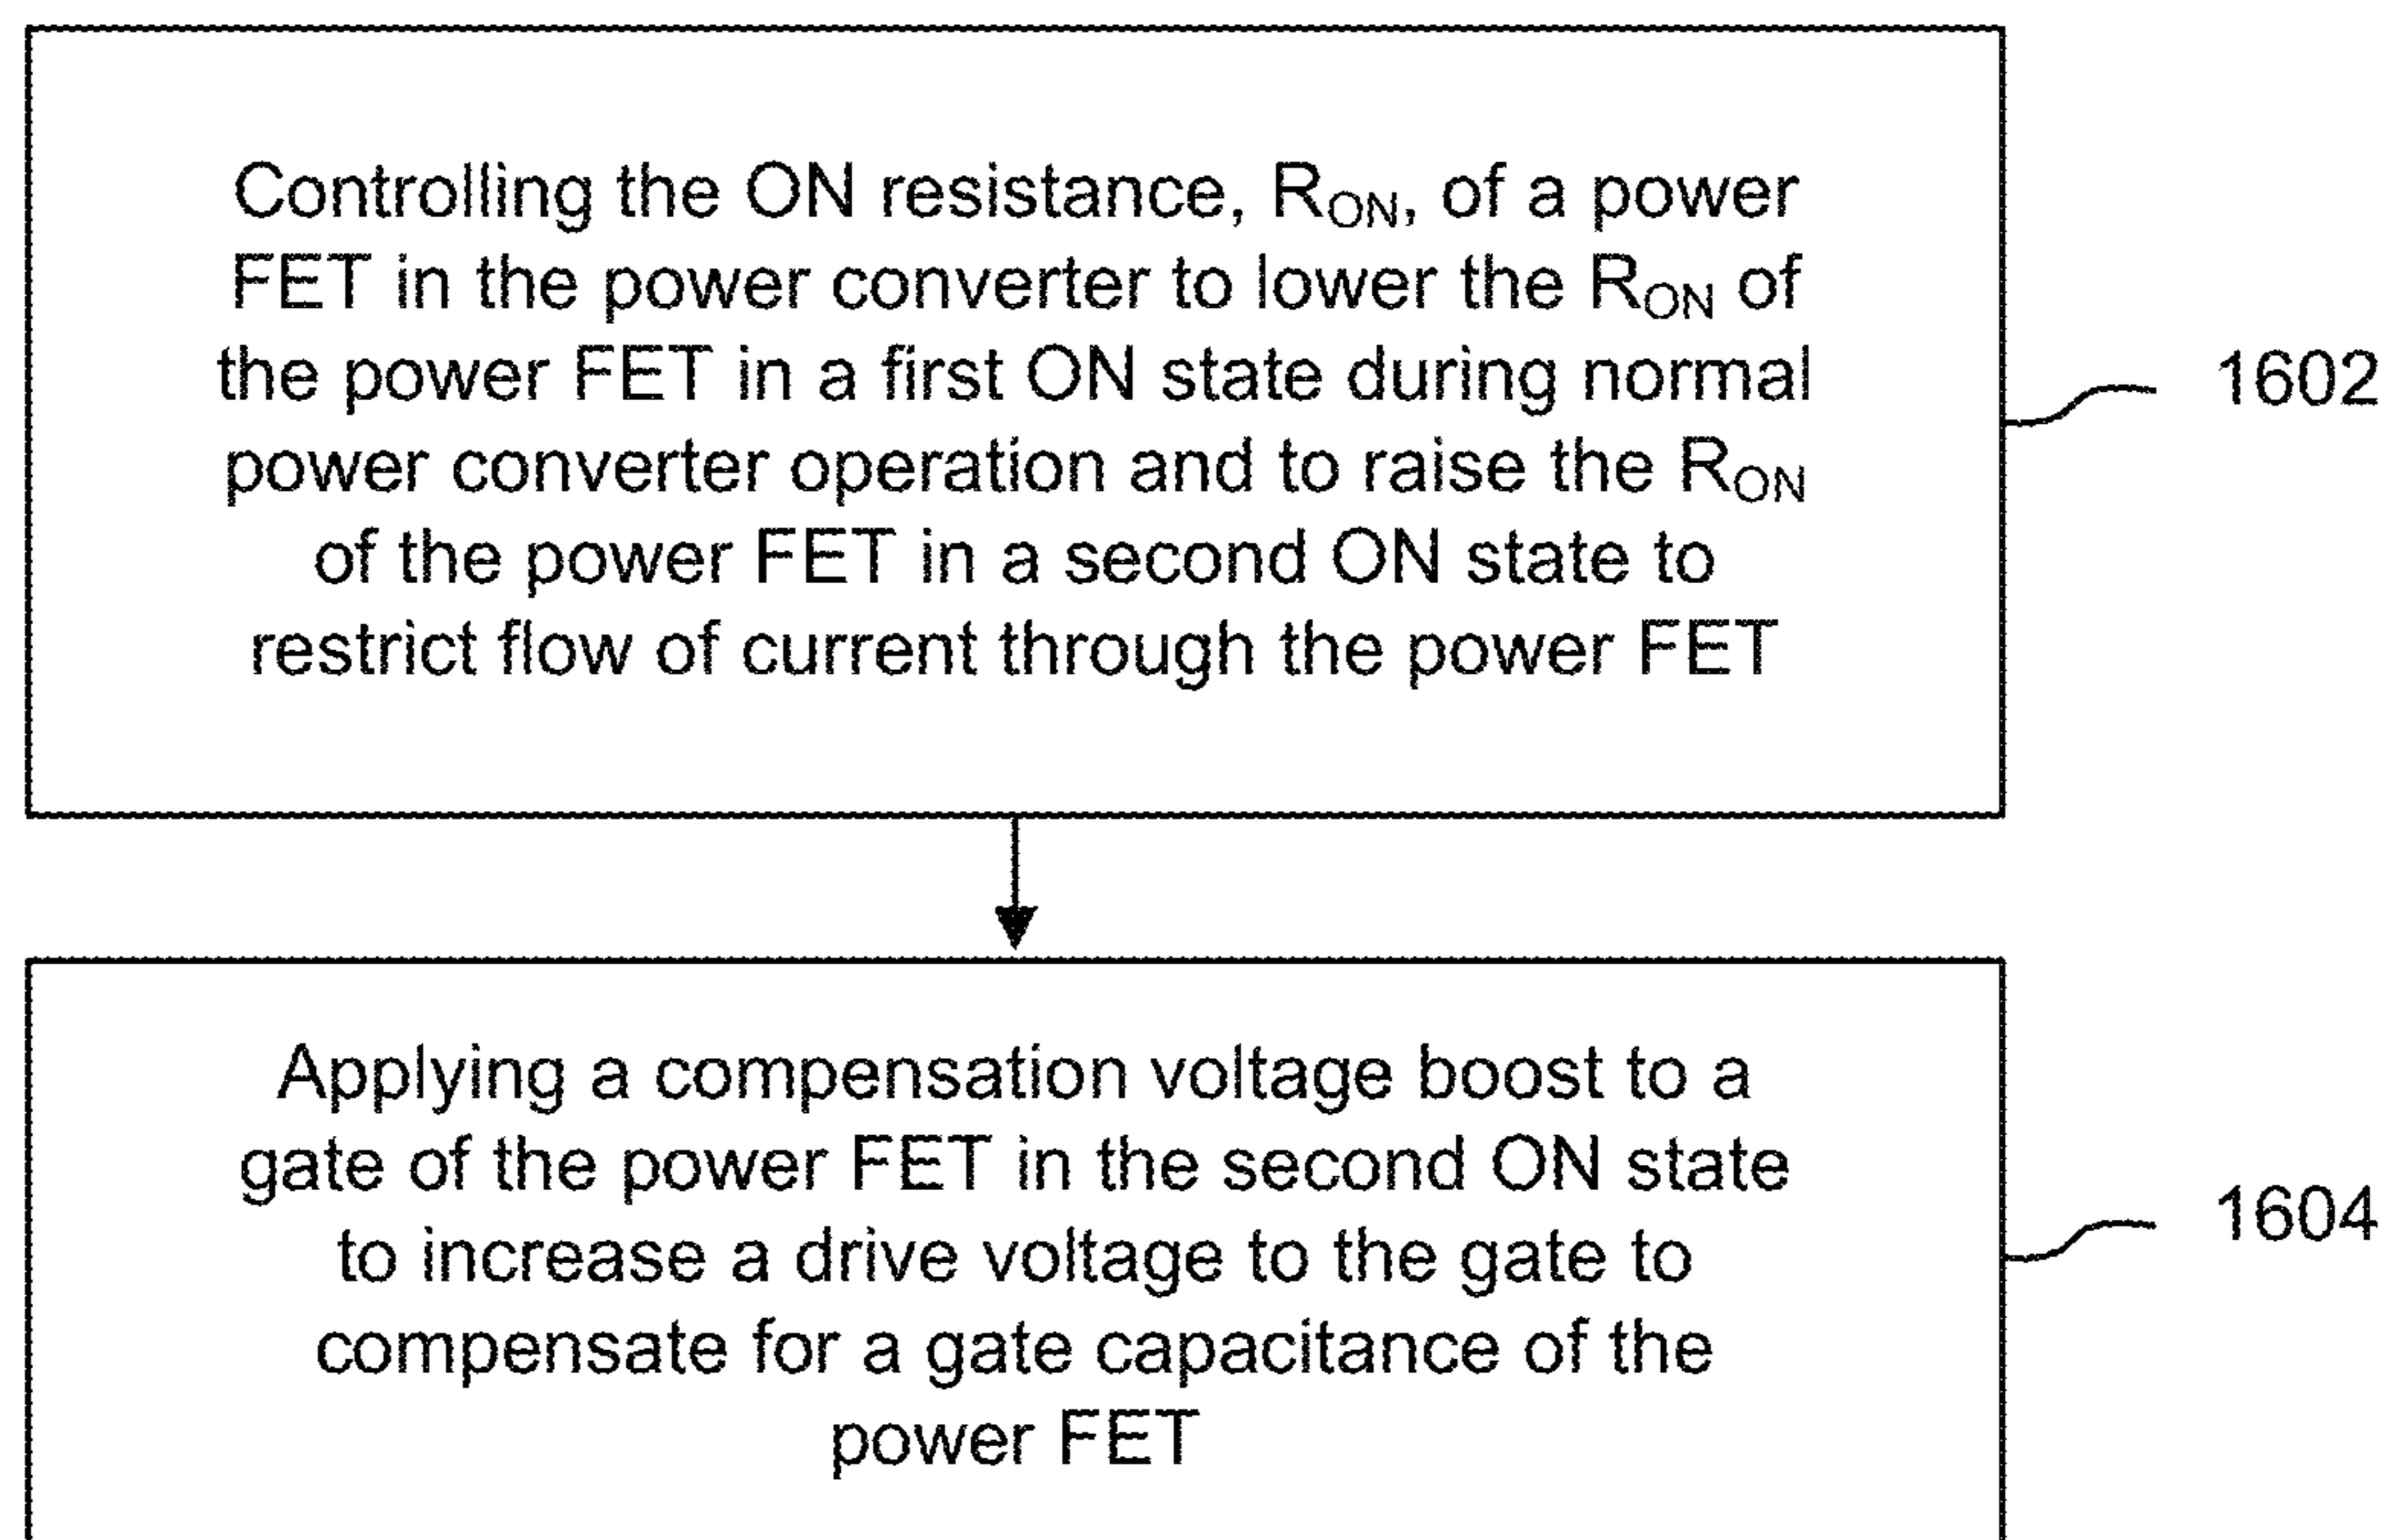 Controlling the ON resistance, R_ON, of a power
FET in the power converter to lower the R_ON of
the power FET in a first ON state during normal
power converter operation and to raise the R_ON
of the power FET in a second ON state to
restrict flow of current through the power FET
1602
Applying a compensation voltage boost to a
gate of the power FET in the second ON state
to increase a drive voltage to the gate to
compensate for a gate capacitance of the
power FET
1604